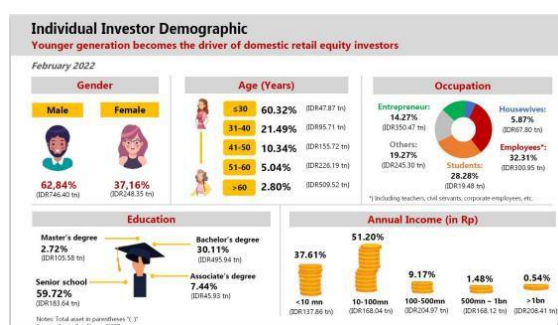 Individual Investor Demographic
Younger generation becomes the driver of domestic retail equity investors
February 2022
Gender
Male
Female
62,84%
(IDR746.40 tn)
37,16%
(IDR248.35 tn)
Age (Years)
≤30 60.32% (IDR47.87 tn)
31-40 21.49% (IDR95.71 tn)
41-50 10.34% (IDR155.72 tn)
51-60 5.04% (IDR226.19 tn)
>60 2.80% (IDR509.52 tn)
Occupation
Entrepreneur:
14.27%
(IDR350.47 tn)
Housewives:
5.87%
(IDR67.80 tn)
Others:
19.27%
(IDR245.30 tn)
Employees*:
32.31%
(IDR300.95 tn)
Students:
28.28%
(IDR19.48 tn)
*) Including teachers, civil servants, corporate employees, etc.
Education
Master's degree
2.72%
(IDR105.58 tn)
Bachelor's degree
30.11%
(IDR495.94 tn)
Senior school
59.72%
(IDR183.64 tn)
Associate's degree
7.44%
(IDR45.93 tn)
Notes: Total asset in parentheses "( )"
Annual Income (in Rp)
37.61%
<10 mn
(IDR137.86 tn)
51.20%
10-100mn
(IDR168.04 tn)
9.17%
100-500mn
(IDR204.97 tn)
1.48%
500mn – 1bn
(IDR168.12 tn)
0.54%
>1bn
(IDR208.41 tn)